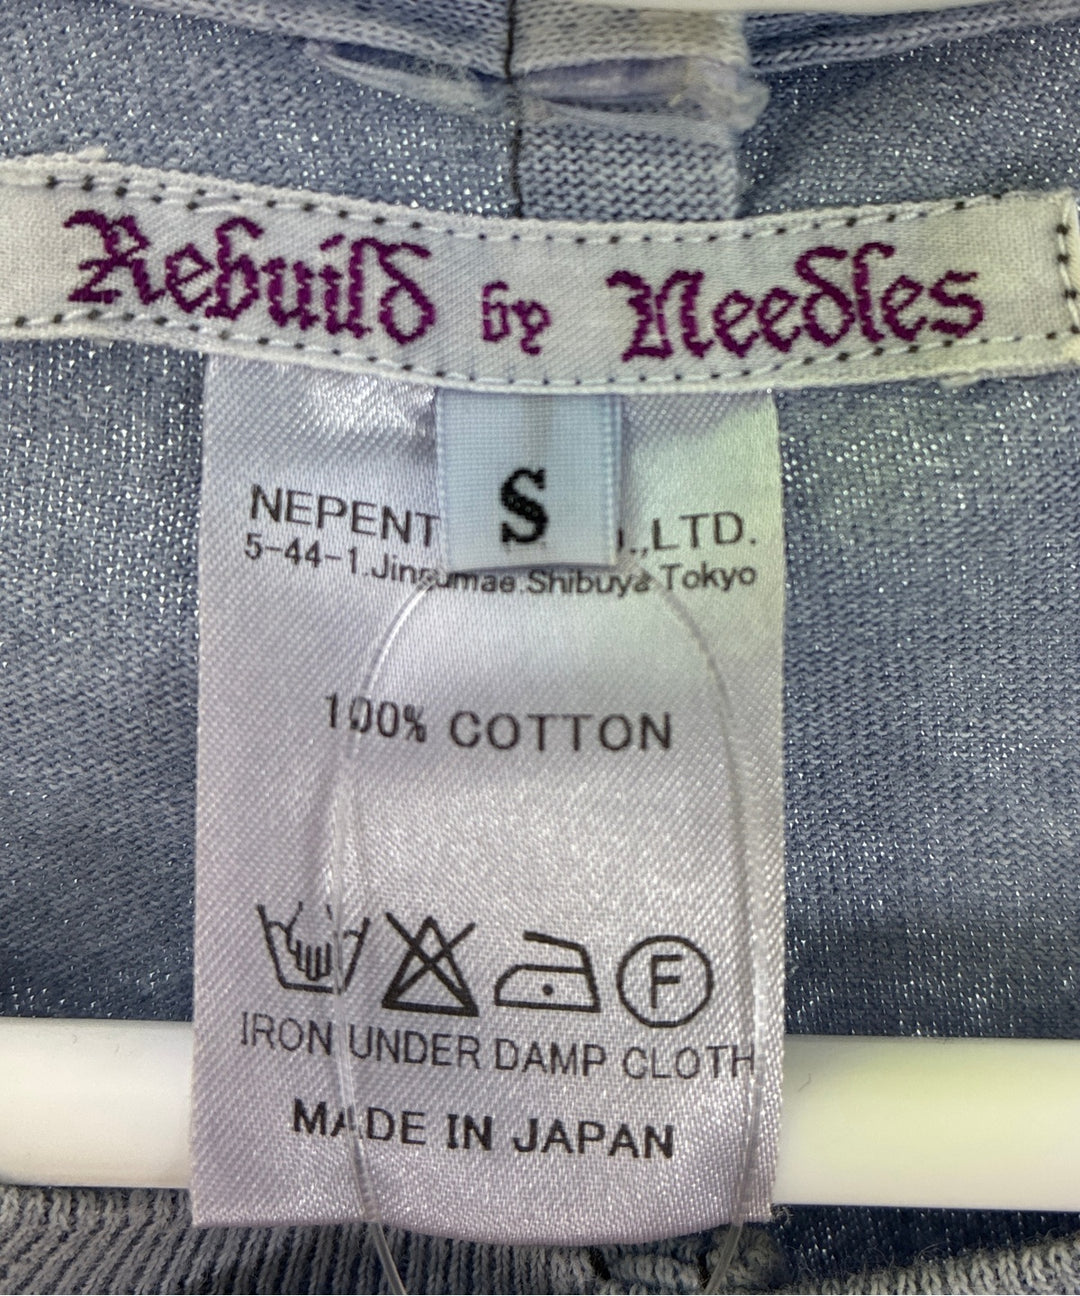 Rebuild by Needles
S
NEPENT .,LTD.
5-44-1.Jingumae.Shibuya Tokyo
100% COTTON
F
IRON UNDER DAMP CLOTH
MADE IN JAPAN